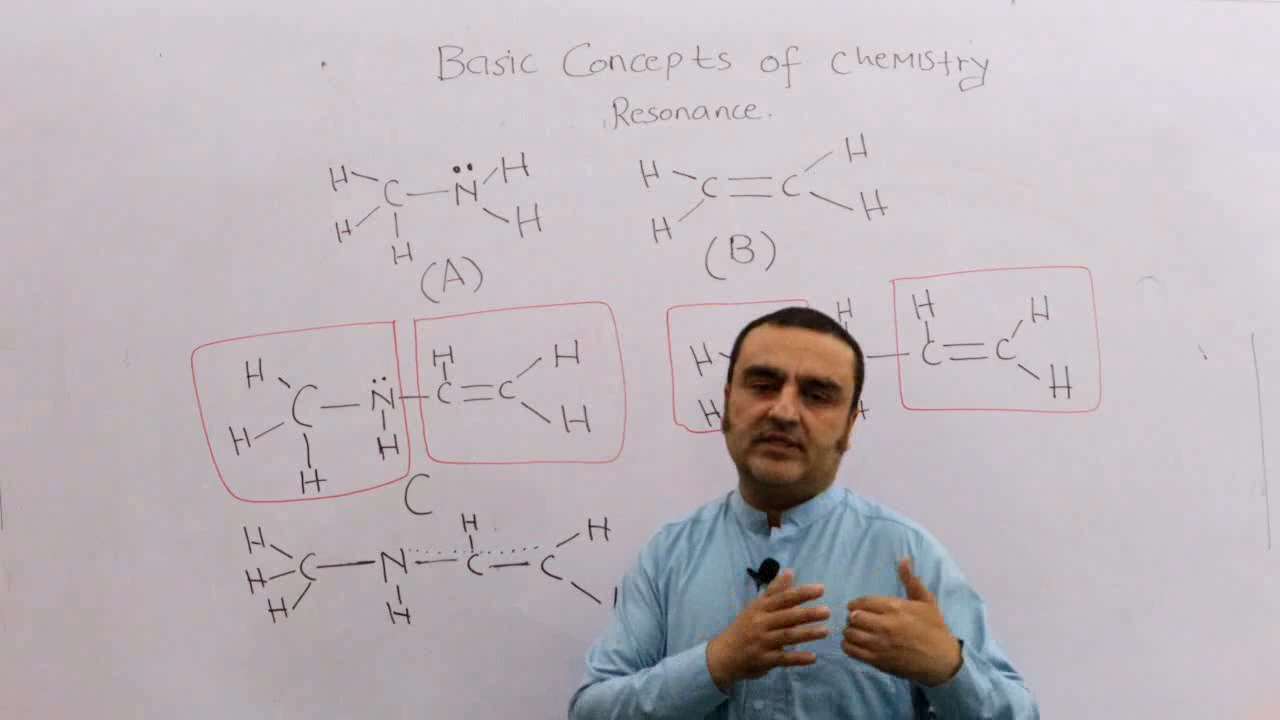 Basic Concepts of Chemistry
Resonance.
H C N H
H H H
(A)
H C C H
H H
(B)
H C N C C H
H H H H H
C
H H C C H
H H H
H C N C C H
H H H H